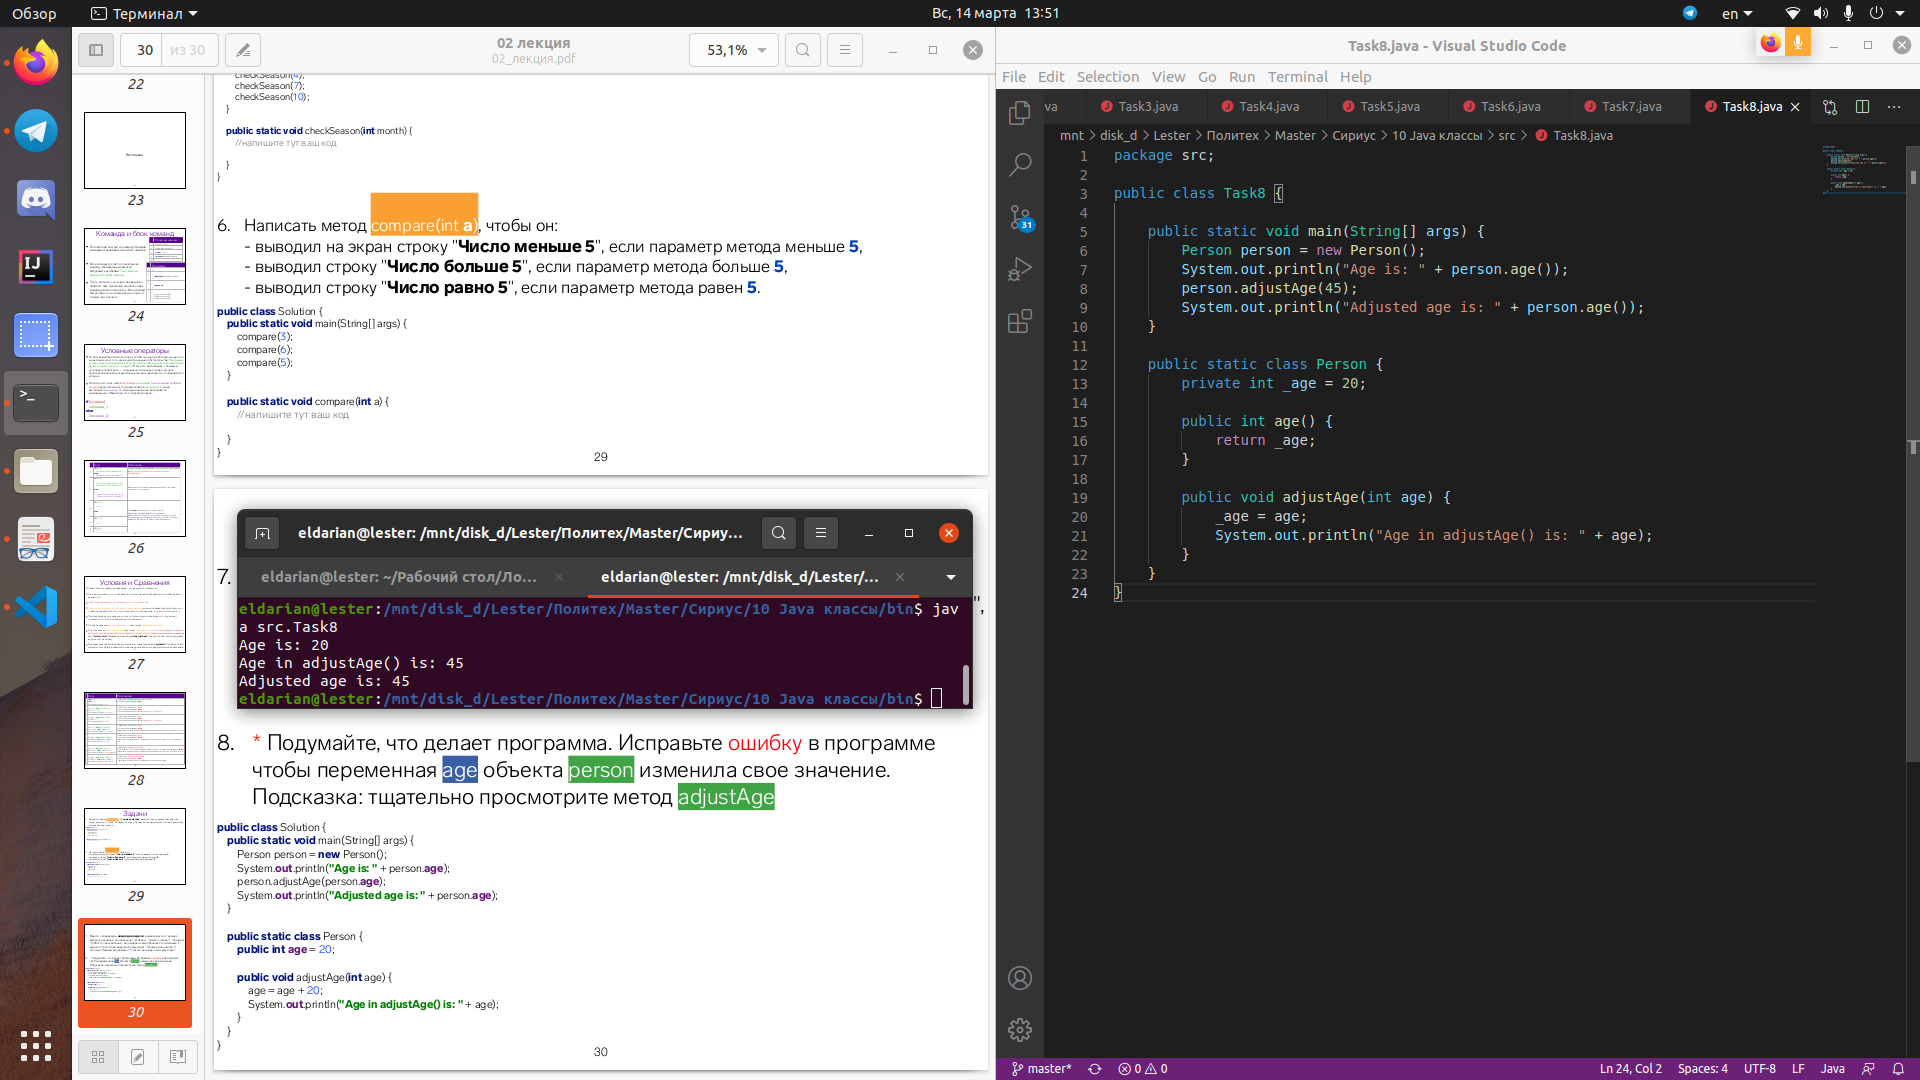 Обзор
Терминал
Вс, 14 марта  13:51
en
30
из 30
02 лекция
02_лекция.pdf
53,1%
22
23
Команда и блок команд
24
Условные операторы
25
26
Условия и Сравнения
27
28
Задачи
29
30
checkSeason(4);
checkSeason(7);
checkSeason(10);
}
public static void checkSeason(int month) {
//напишите тут ваш код
}
}
6. Написать метод compare(int a), чтобы он:
- выводил на экран строку "Число меньше 5", если параметр метода меньше 5,
- выводил строку "Число больше 5", если параметр метода больше 5,
- выводил строку "Число равно 5", если параметр метода равен 5.
public class Solution {
public static void main(String[] args) {
compare(3);
compare(6);
compare(5);
}
public static void compare(int a) {
//напишите тут ваш код
}
}
29
7.
",
eldarian@lester: /mnt/disk_d/Lester/Политех/Master/Сириу...
eldarian@lester: ~/Рабочий стол/Ло...
eldarian@lester: /mnt/disk_d/Lester/...
eldarian@lester:/mnt/disk_d/Lester/Политех/Master/Сириус/10 Java классы/bin$ jav
a src.Task8
Age is: 20
Age in adjustAge() is: 45
Adjusted age is: 45
eldarian@lester:/mnt/disk_d/Lester/Политех/Master/Сириус/10 Java классы/bin$
8. * Подумайте, что делает программа. Исправьте ошибку в программе
чтобы переменная age объекта person изменила свое значение.
Подсказка: тщательно просмотрите метод adjustAge
public class Solution {
public static void main(String[] args) {
Person person = new Person();
System.out.println("Age is: " + person.age);
person.adjustAge(person.age);
System.out.println("Adjusted age is: " + person.age);
}
public static class Person {
public int age = 20;
public void adjustAge(int age) {
age = age + 20;
System.out.println("Age in adjustAge() is: " + age);
}
}
}
30
Task8.java - Visual Studio Code
File Edit Selection View Go Run Terminal Help
va
Task3.java
Task4.java
Task5.java
Task6.java
Task7.java
Task8.java
mnt > disk_d > Lester > Политех > Master > Сириус > 10 Java классы > src > Task8.java
31
1 package src;
2
3 public class Task8 {
4
5 public static void main(String[] args) {
6 Person person = new Person();
7 System.out.println("Age is: " + person.age());
8 person.adjustAge(45);
9 System.out.println("Adjusted age is: " + person.age());
10 }
11
12 public static class Person {
13 private int _age = 20;
14
15 public int age() {
16 return _age;
17 }
18
19 public void adjustAge(int age) {
20 _age = age;
21 System.out.println("Age in adjustAge() is: " + age);
22 }
23 }
24 }
master*
0
0
Ln 24, Col 2
Spaces: 4
UTF-8
LF
Java